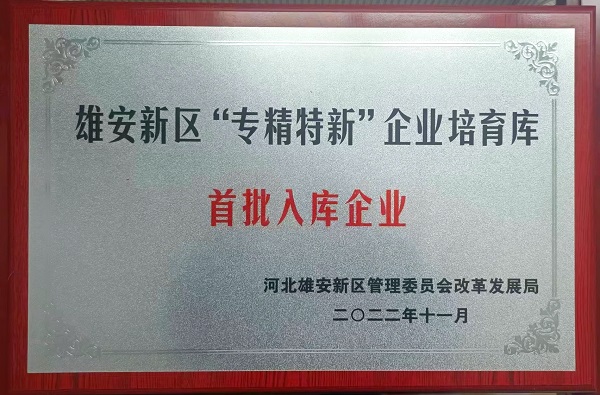 雄安新区“专精特新”企业培育库
首批入库企业
河北雄安新区管理委员会改革发展局
二〇二二年十一月